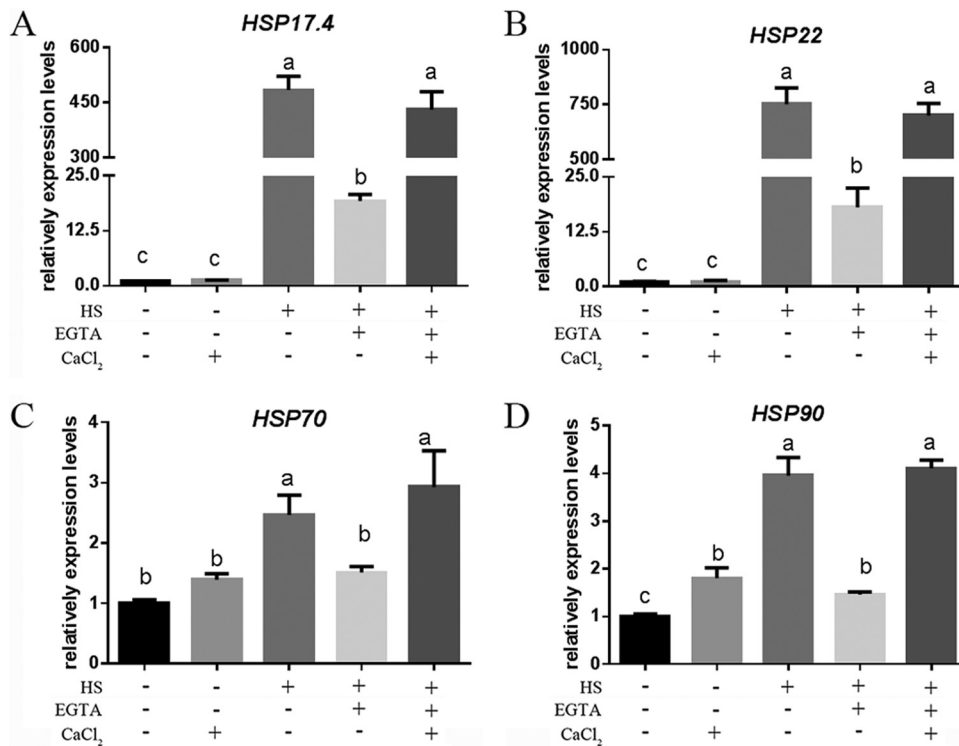 A
HSP17.4
relatively expression levels
600
450
300
25.0
12.5
0.0
c c a b a
HS - - + + +
EGTA - - - + +
CaCl₂ - + - - +
B
HSP22
relatively expression levels
1000
750
500
25.0
12.5
0.0
c c a b a
HS - - + + +
EGTA - - - + +
CaCl₂ - + - - +
C
HSP70
relatively expression levels
4
3
2
1
0
b b a b a
HS - - + + +
EGTA - - - + +
CaCl₂ - + - - +
D
HSP90
relatively expression levels
5
4
3
2
1
0
c b a b a
HS - - + + +
EGTA - - - + +
CaCl₂ - + - - +